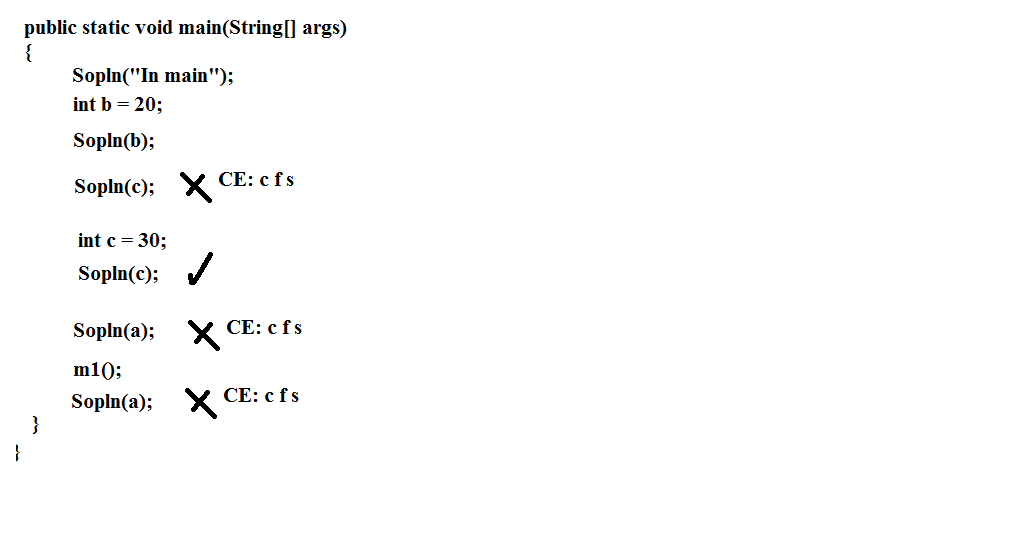 public static void main(String[] args)
{
Sopln("In main");
int b = 20;
Sopln(b);
Sopln(c); CE: c f s
int c = 30;
Sopln(c);
Sopln(a); CE: c f s
m1();
Sopln(a); CE: c f s
}
}